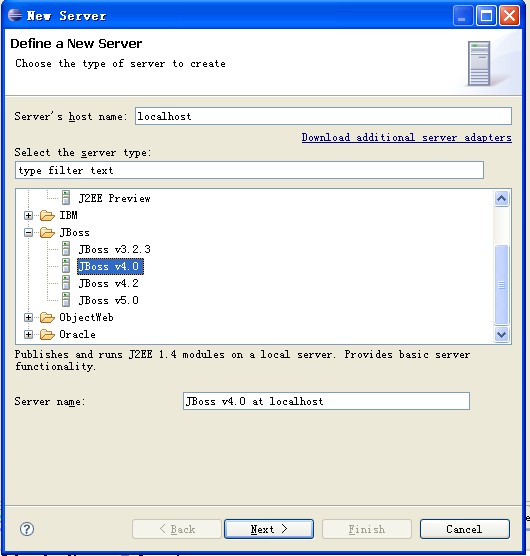 New Server
Define a New Server
Choose the type of server to create
Server's host name: localhost
Download additional server adapters
Select the server type:
type filter text
J2EE Preview
IBM
JBoss
JBoss v3.2.3
JBoss v4.0
JBoss v4.2
JBoss v5.0
ObjectWeb
Oracle
Publishes and runs J2EE 1.4 modules on a local server. Provides basic server
functionality.
Server name: JBoss v4.0 at localhost
? < Back Next > Finish Cancel